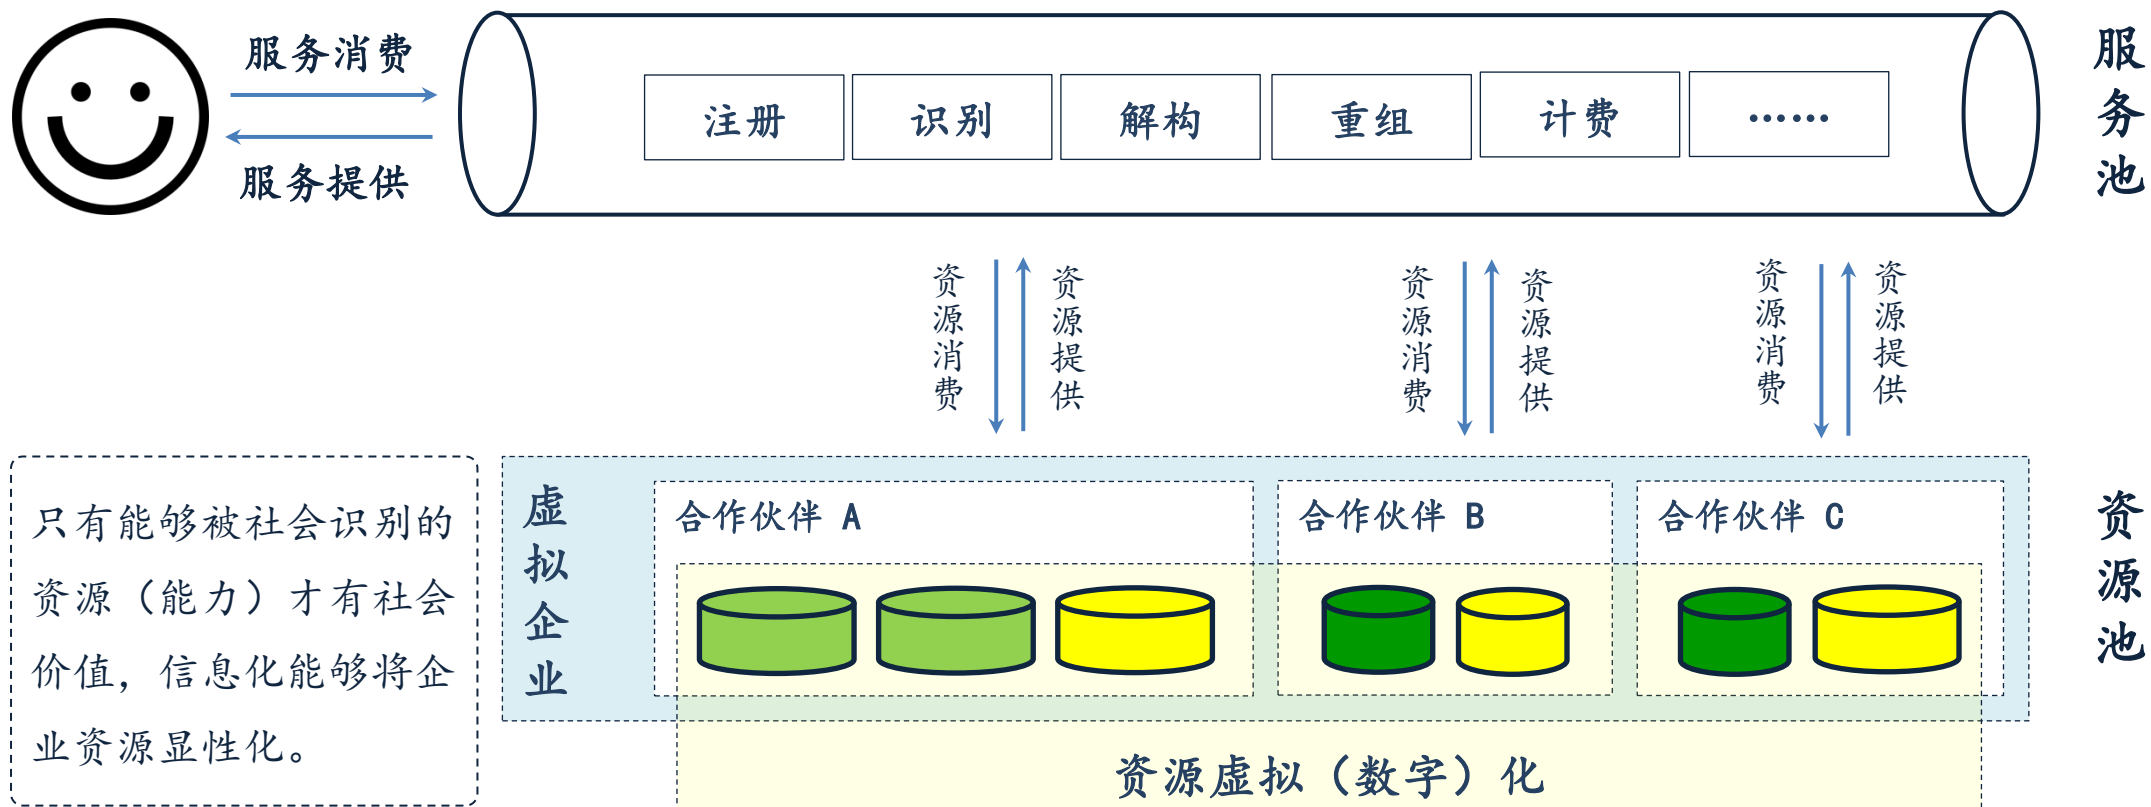 服务消费
服务提供
注册
识别
解构
重组
计费
……
服务池
资源消费
资源提供
资源消费
资源提供
资源消费
资源提供
只有能够被社会识别的
资源（能力）才有社会
价值，信息化能够将企
业资源显性化。
虚拟企业
合作伙伴 A
合作伙伴 B
合作伙伴 C
资源池
资源虚拟（数字）化